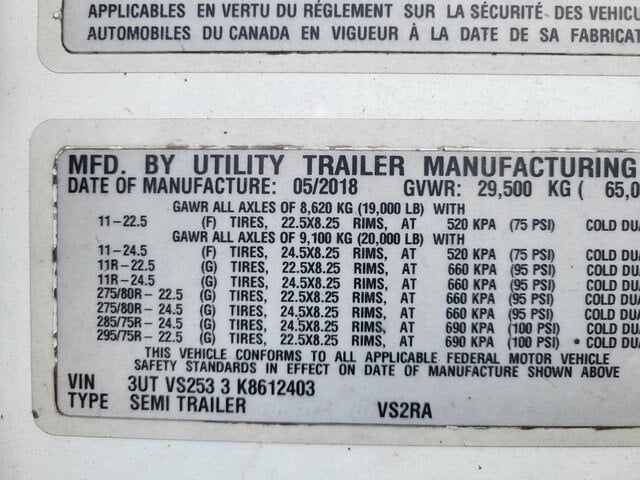 APPLICABLES EN VERTU DU RÉGLEMENT SUR LA SÉCURITÉ DES VEHICU
AUTOMOBILES DU CANADA EN VIGUEUR À LA DATE DE SA FABRICAT
MFD. BY UTILITY TRAILER MANUFACTURING
DATE OF MANUFACTURE: 05/2018 GVWR: 29,500 KG ( 65,0
GAWR ALL AXLES OF 8,620 KG (19,000 LB) WITH
11-22.5 (F) TIRES, 22.5X8.25 RIMS, AT 520 KPA (75 PSI) COLD DUA
GAWR ALL AXLES OF 9,100 KG (20,000 LB) WITH
11-24.5 (F) TIRES, 24.5X8.25 RIMS, AT 520 KPA (75 PSI) COLD DUA
11R-22.5 (G) TIRES, 22.5X8.25 RIMS, AT 660 KPA (95 PSI) COLD DUA
11R-24.5 (G) TIRES, 24.5X8.25 RIMS, AT 660 KPA (95 PSI) COLD DUA
275/80R-22.5 (G) TIRES, 22.5X8.25 RIMS, AT 660 KPA (95 PSI) COLD DUA
275/80R-24.5 (G) TIRES, 24.5X8.25 RIMS, AT 660 KPA (95 PSI) COLD DUA
285/75R-24.5 (G) TIRES, 24.5X8.25 RIMS, AT 690 KPA (100 PSI) COLD DUA
295/75R-22.5 (G) TIRES, 22.5X8.25 RIMS, AT 690 KPA (100 PSI) COLD DUA
THIS VEHICLE CONFORMS TO ALL APPLICABLE FEDERAL MOTOR VEHICLE
SAFETY STANDARDS IN EFFECT ON DATE OF MANUFACTURE SHOWN ABOVE
VIN 3UT VS253 3 K8612403
TYPE SEMI TRAILER VS2RA